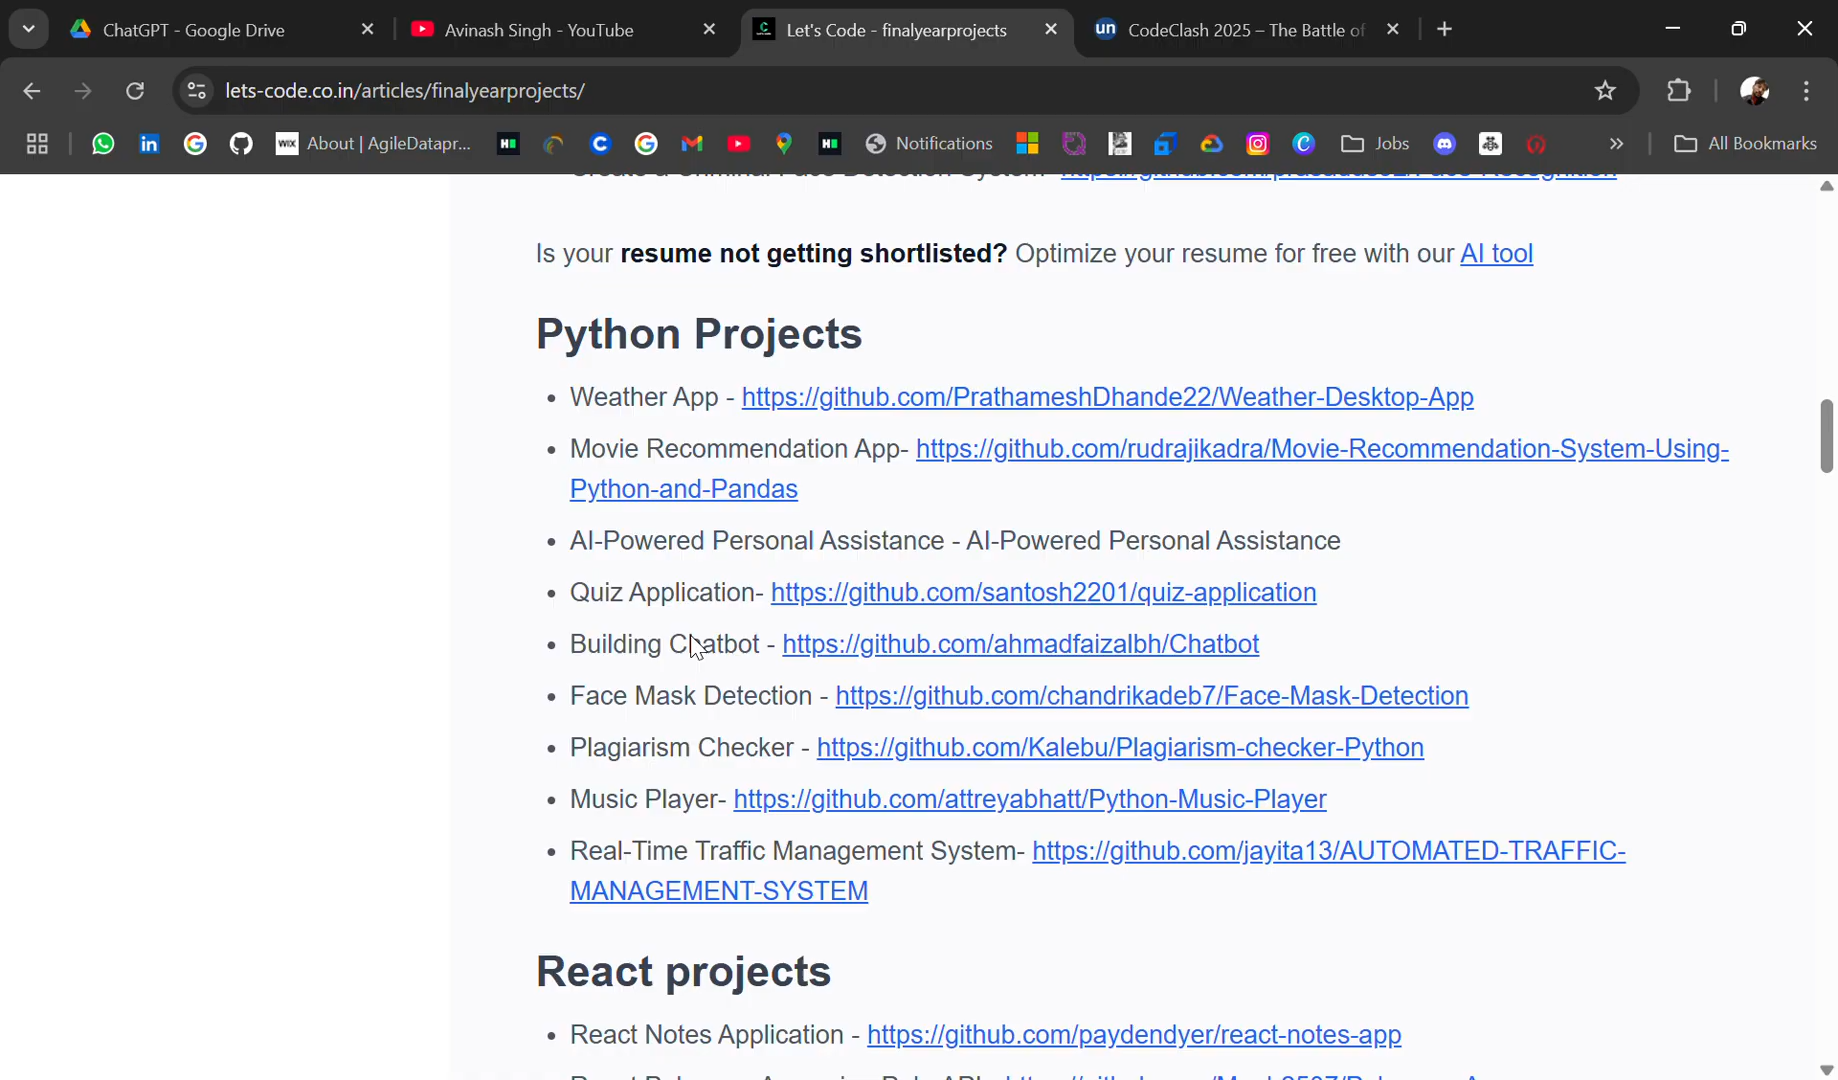 ChatGPT - Google Drive
Avinash Singh - YouTube
Let's Code - finalyearprojects
CodeClash 2025 – The Battle of
lets-code.co.in/articles/finalyearprojects/
About | AgileDatapr...
Notifications
Jobs
All Bookmarks
Is your resume not getting shortlisted? Optimize your resume for free with our AI tool
Python Projects
• Weather App - https://github.com/PrathameshDhande22/Weather-Desktop-App
• Movie Recommendation App- https://github.com/rudrajikadra/Movie-Recommendation-System-Using-
Python-and-Pandas
• AI-Powered Personal Assistance - AI-Powered Personal Assistance
• Quiz Application- https://github.com/santosh2201/quiz-application
• Building Chatbot - https://github.com/ahmadfaizalbh/Chatbot
• Face Mask Detection - https://github.com/chandrikadeb7/Face-Mask-Detection
• Plagiarism Checker - https://github.com/Kalebu/Plagiarism-checker-Python
• Music Player- https://github.com/attreyabhatt/Python-Music-Player
• Real-Time Traffic Management System- https://github.com/jayita13/AUTOMATED-TRAFFIC-
MANAGEMENT-SYSTEM
React projects
• React Notes Application - https://github.com/paydendyer/react-notes-app